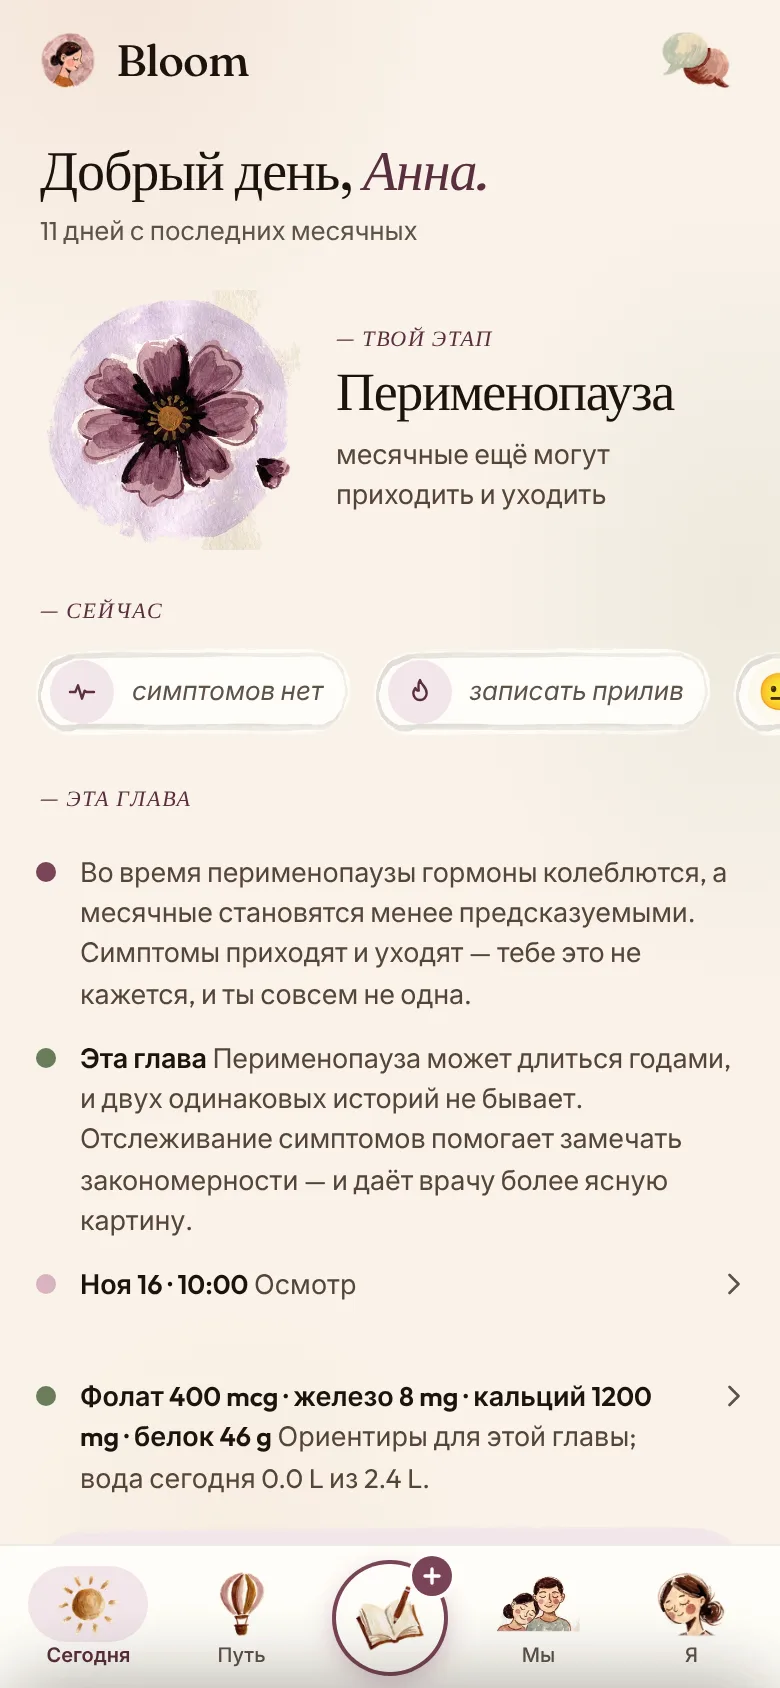 Bloom
Добрый день, Анна.
11 дней с последних месячных
— ТВОЙ ЭТАП
Перименопауза
месячные ещё могут
приходить и уходить
— СЕЙЧАС
симптомов нет
записать прилив
— ЭТА ГЛАВА
Во время перименопаузы гормоны колеблются, а
месячные становятся менее предсказуемыми.
Симптомы приходят и уходят — тебе это не
кажется, и ты совсем не одна.
Эта глава Перименопауза может длиться годами,
и двух одинаковых историй не бывает.
Отслеживание симптомов помогает замечать
закономерности — и даёт врачу более ясную
картину.
Ноя 16 · 10:00 Осмотр
Фолат 400 mcg · железо 8 mg · кальций 1200
mg · белок 46 g Ориентиры для этой главы;
вода сегодня 0.0 L из 2.4 L.
Сегодня
Путь
Мы
Я